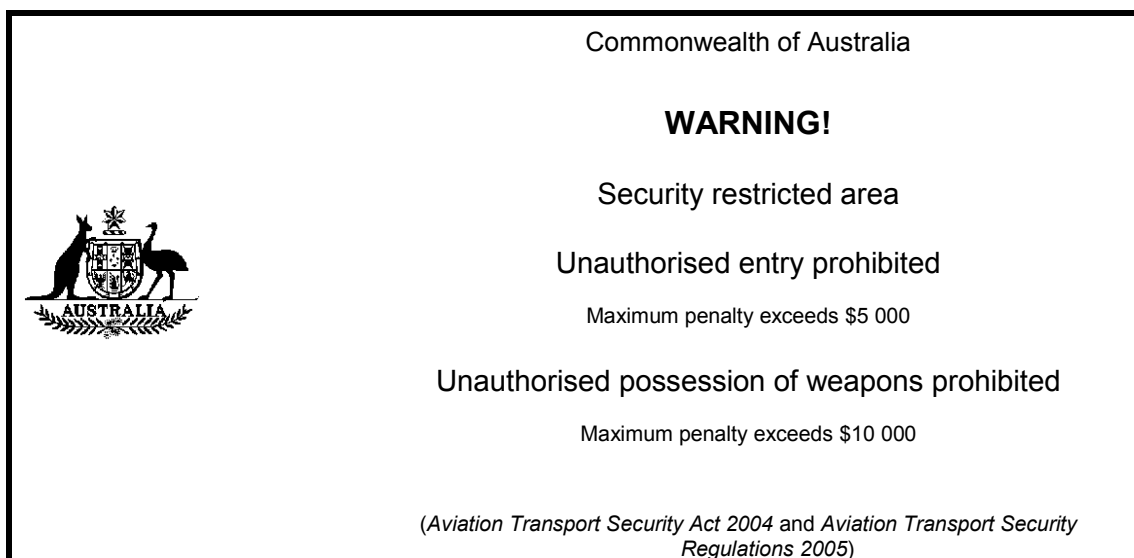 Commonwealth of Australia
WARNING!
Security restricted area
Unauthorised entry prohibited
Maximum penalty exceeds $5 000
AUSTRALIA
Unauthorised possession of weapons prohibited
Maximum penalty exceeds $10 000
(Aviation Transport Security Act 2004 and Aviation Transport Security
Regulations 2005)